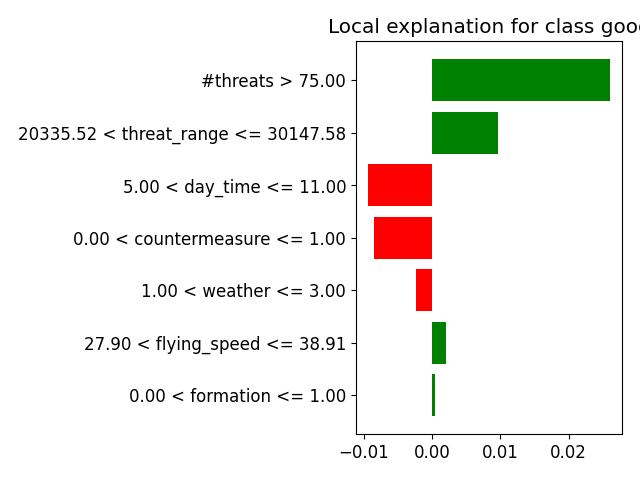 Local explanation for class good
#threats > 75.00
20335.52 < threat_range <= 30147.58
5.00 < day_time <= 11.00
0.00 < countermeasure <= 1.00
1.00 < weather <= 3.00
27.90 < flying_speed <= 38.91
0.00 < formation <= 1.00
−0.01 0.00 0.01 0.02